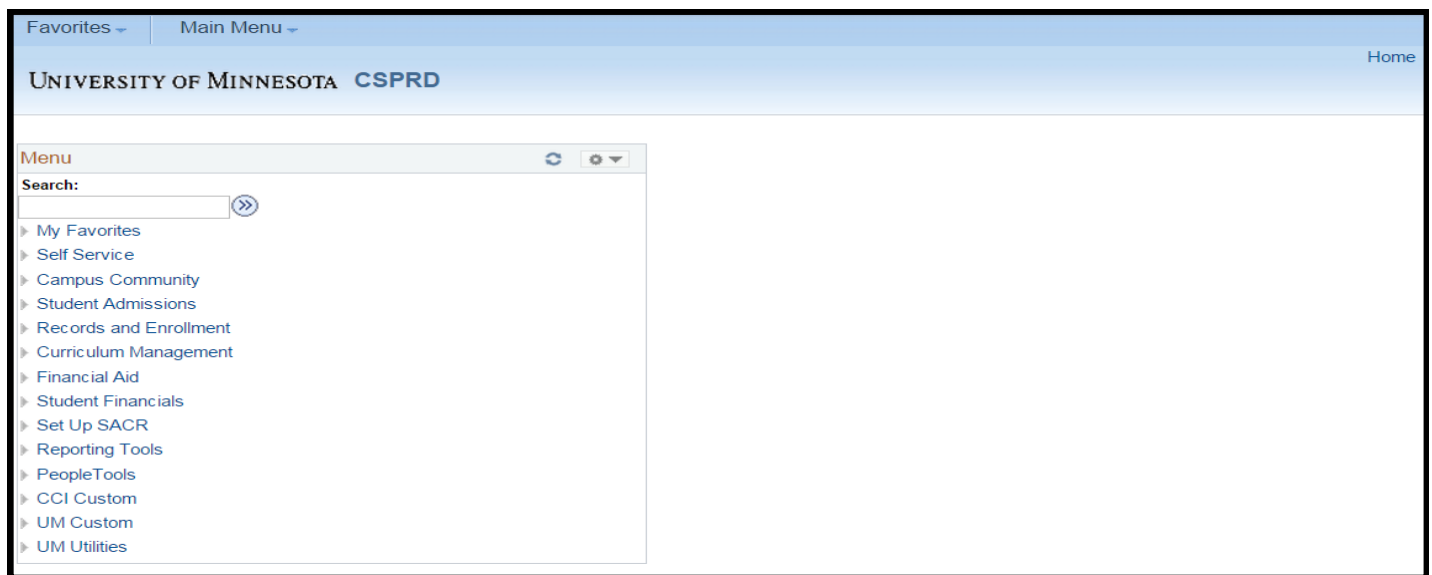 Favorites Main Menu
Home
UNIVERSITY OF MINNESOTA CSPRD
Menu
Search:
My Favorites
Self Service
Campus Community
Student Admissions
Records and Enrollment
Curriculum Management
Financial Aid
Student Financials
Set Up SACR
Reporting Tools
PeopleTools
CCI Custom
UM Custom
UM Utilities